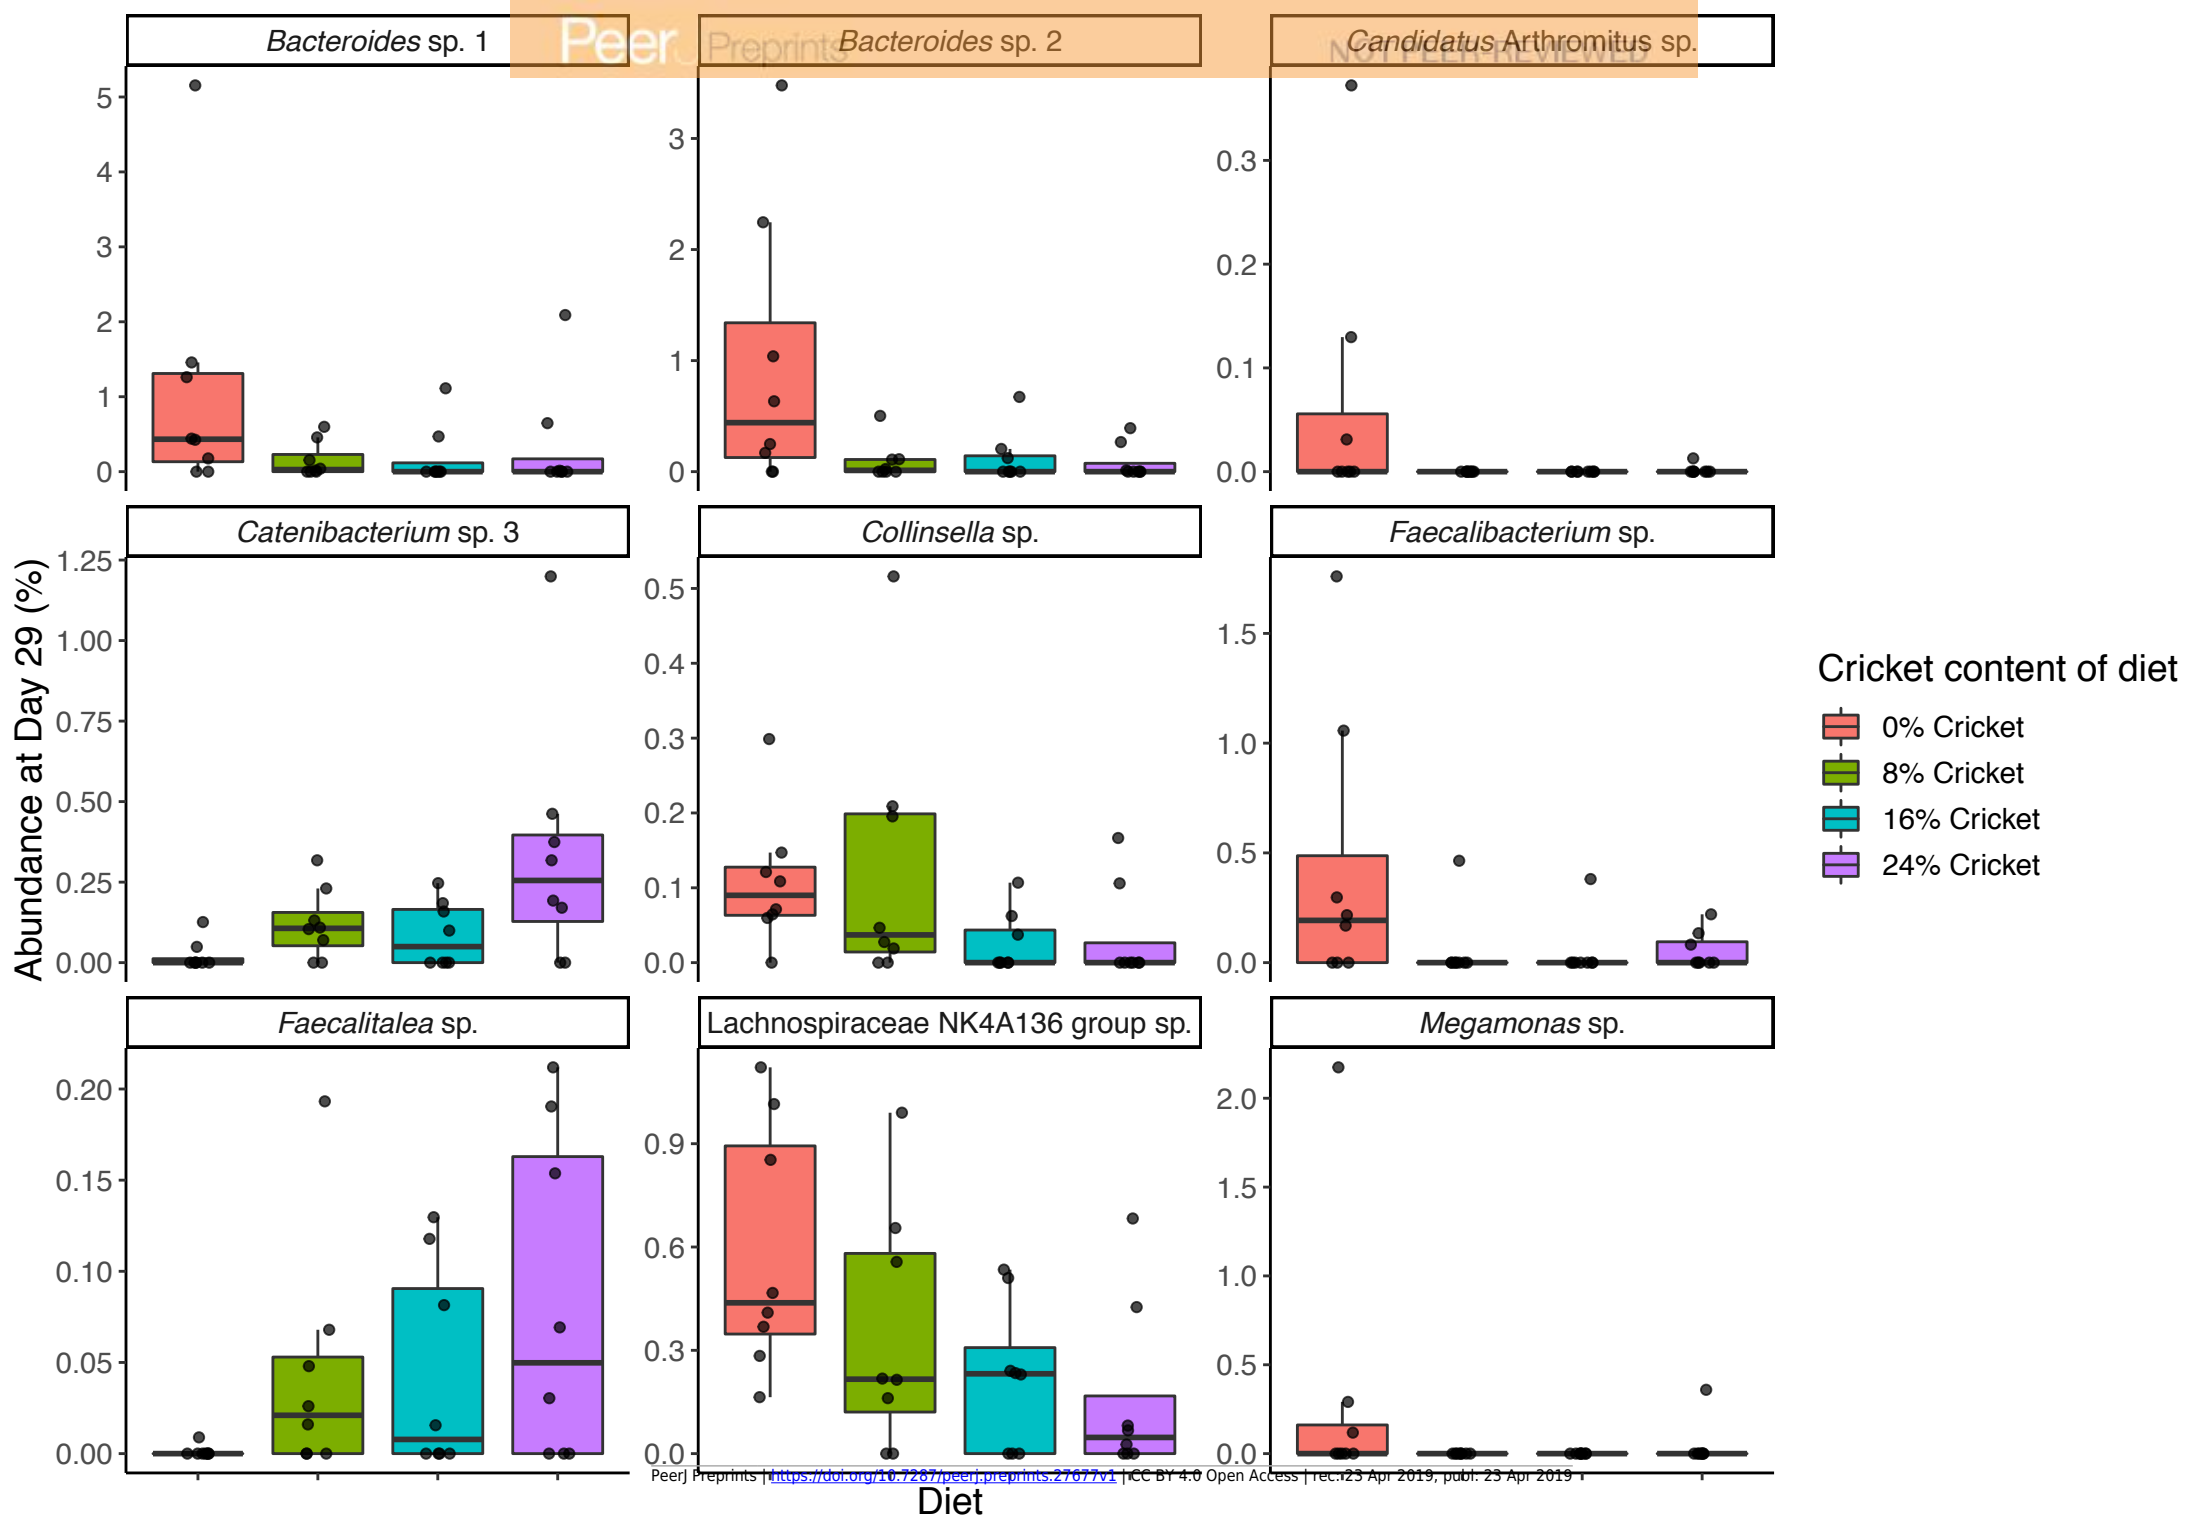 PeerJ Preprints NOT PEER-REVIEWED
Bacteroides sp. 1
Bacteroides sp. 2
Candidatus Arthromitus sp.
5
4
3
2
1
0
3
2
1
0
0.3
0.2
0.1
0.0
Catenibacterium sp. 3
Collinsella sp.
Faecalibacterium sp.
1.25
1.00
0.75
0.50
0.25
0.00
0.5
0.4
0.3
0.2
0.1
0.0
1.5
1.0
0.5
0.0
Abundance at Day 29 (%)
Faecalitalea sp.
Lachnospiraceae NK4A136 group sp.
Megamonas sp.
0.20
0.15
0.10
0.05
0.00
0.9
0.6
0.3
0.0
2.0
1.5
1.0
0.5
0.0
Cricket content of diet
0% Cricket
8% Cricket
16% Cricket
24% Cricket
PeerJ Preprints | https://doi.org/10.7287/peerj.preprints.27677v1 | CC BY 4.0 Open Access | rec: 23 Apr 2019, publ: 23 Apr 2019
Diet